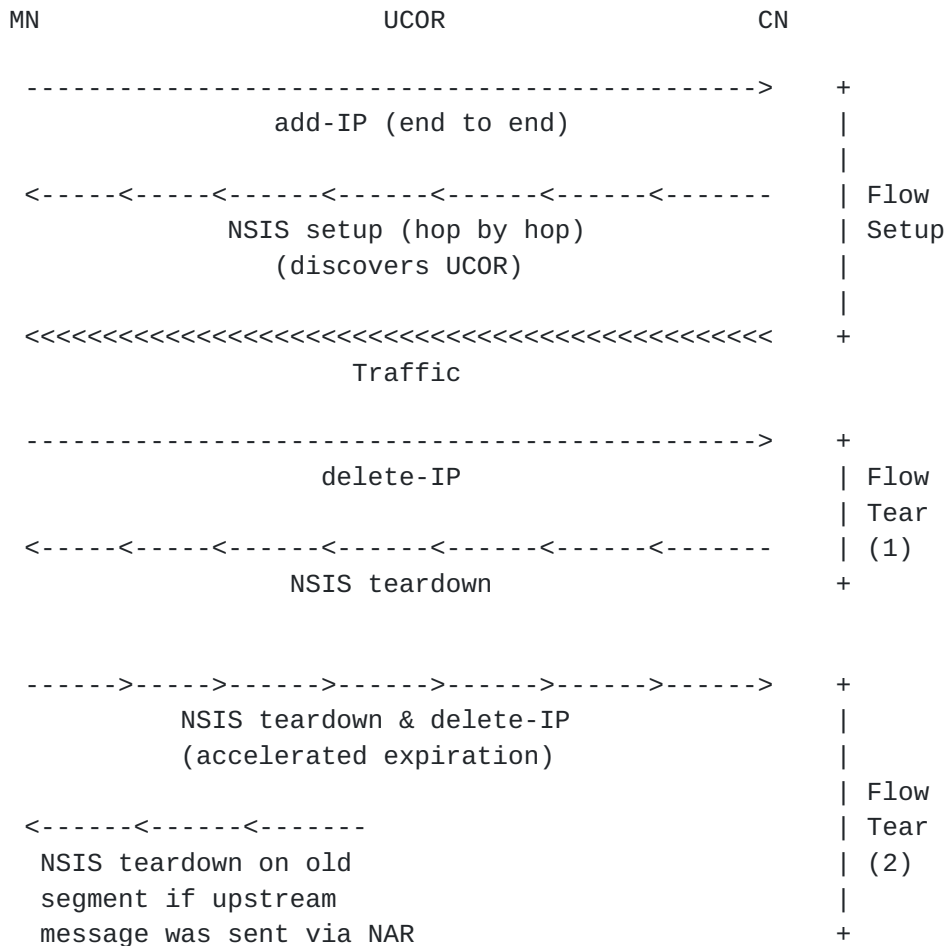 MN                      UCOR                    CN

 ----------------------------------------------->    +
                 add-IP (end to end)                 |
                                                     |
 <-----<-----<------<------<------<------<-------    | Flow
              NSIS setup (hop by hop)                | Setup
                 (discovers UCOR)                    |
                                                     |
 <<<<<<<<<<<<<<<<<<<<<<<<<<<<<<<<<<<<<<<<<<<<<<<<    +
                      Traffic

 ----------------------------------------------->    +
                    delete-IP                        | Flow
                                                     | Tear
 <-----<-----<------<------<------<------<-------    | (1)
                  NSIS teardown                      +

 ------>----->------>------>------>------>------>    +
           NSIS teardown & delete-IP                 |
           (accelerated expiration)                  |
                                                     | Flow
 <------<------<-------                              | Tear
  NSIS teardown on old                               | (2)
  segment if upstream                                |
  message was sent via NAR                           +